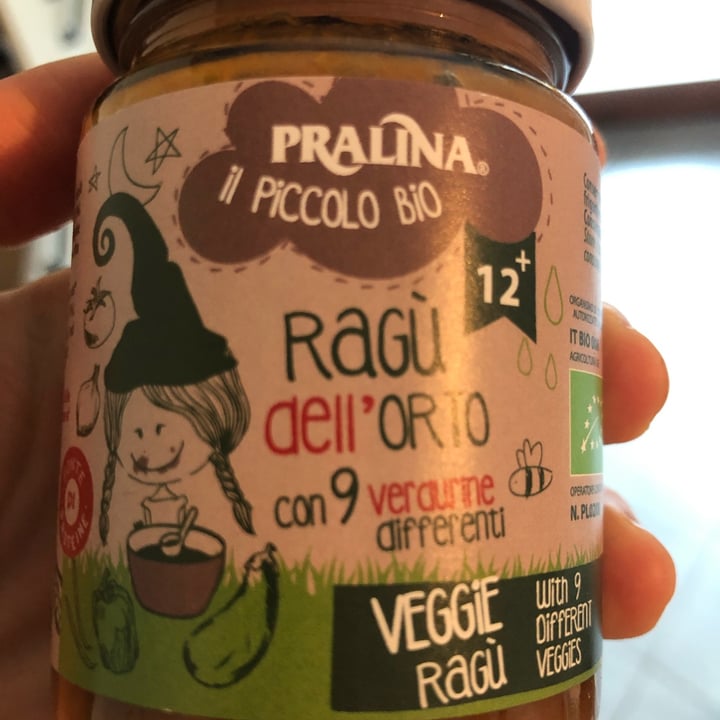 PRALINA®
il PiCCOLO BiO
12+
RAGÙ
dell'ORTO
con 9 verdurine
differenti
VEGGIE
RAGÙ
With 9
DIFFERENT
VEGGIES
IT BIO
N.